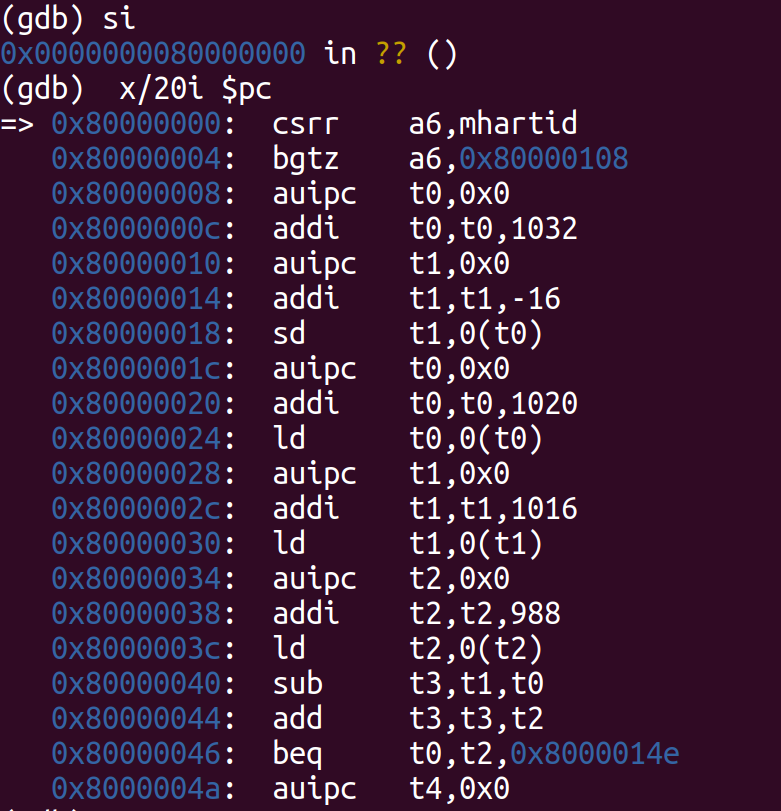 (gdb) si
0x0000000080000000 in ?? ()
(gdb)  x/20i $pc
=> 0x80000000:  csrr    a6,mhartid
   0x80000004:  bgtz    a6,0x80000108
   0x80000008:  auipc   t0,0x0
   0x8000000c:  addi    t0,t0,1032
   0x80000010:  auipc   t1,0x0
   0x80000014:  addi    t1,t1,-16
   0x80000018:  sd      t1,0(t0)
   0x8000001c:  auipc   t0,0x0
   0x80000020:  addi    t0,t0,1020
   0x80000024:  ld      t0,0(t0)
   0x80000028:  auipc   t1,0x0
   0x8000002c:  addi    t1,t1,1016
   0x80000030:  ld      t1,0(t1)
   0x80000034:  auipc   t2,0x0
   0x80000038:  addi    t2,t2,988
   0x8000003c:  ld      t2,0(t2)
   0x80000040:  sub     t3,t1,t0
   0x80000044:  add     t3,t3,t2
   0x80000046:  beq     t0,t2,0x8000014e
   0x8000004a:  auipc   t4,0x0